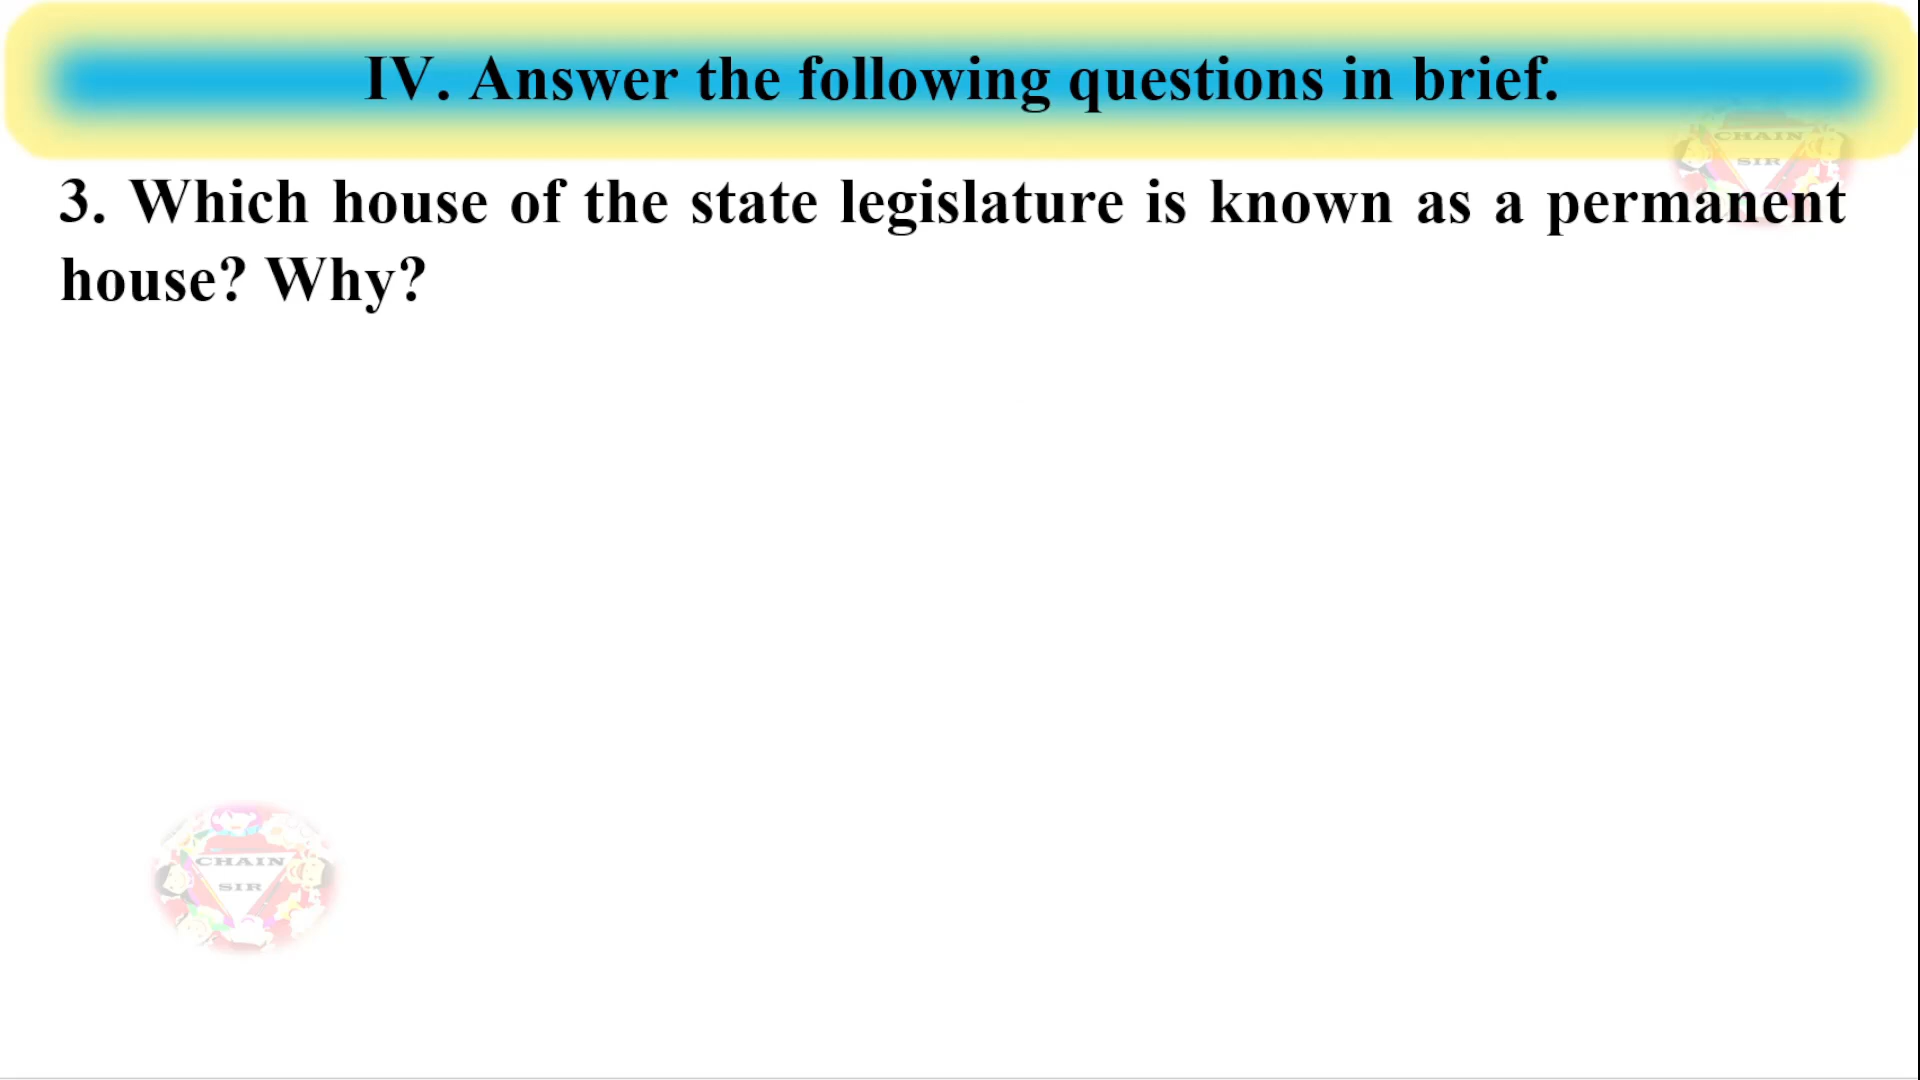 IV. Answer the following questions in brief.
CHAIN
SIR
3. Which house of the state legislature is known as a permanent
house? Why?
CHAIN
SIR